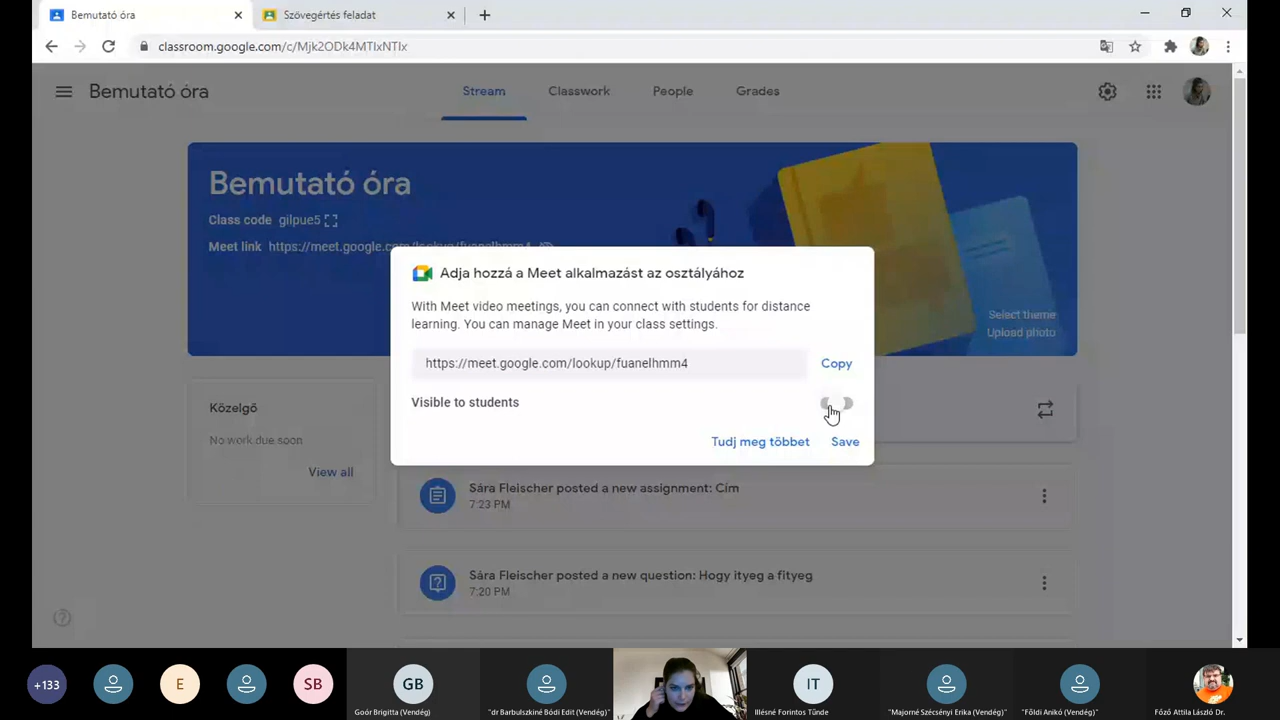 Bemutató óra
Szövegértés feladat
classroom.google.com/c/Mjk2ODk4MTIxNTIx
Bemutató óra
Stream
Classwork
People
Grades
Bemutató óra
Class code gilpue5
Meet link https://meet.google.com/lookup/fuanelhmm4
Select theme
Upload photo
Adja hozzá a Meet alkalmazást az osztályához
With Meet video meetings, you can connect with students for distance
learning. You can manage Meet in your class settings.
https://meet.google.com/lookup/fuanelhmm4
Copy
Visible to students
Tudj meg többet
Save
Közelgő
No work due soon
View all
Sára Fleischer posted a new assignment: Cím
7:23 PM
Sára Fleischer posted a new question: Hogy ityeg a fityeg
7:20 PM
+133
E
SB
GB
IT
Goór Brigitta (Vendég)
"dr Barbulszkiné Bódi Edit (Vendég)"
Illésné Forintos Tünde
"Majorné Szécsényi Erika (Vendég)"
"Földi Anikó (Vendég)"
Főző Attila László Dr.